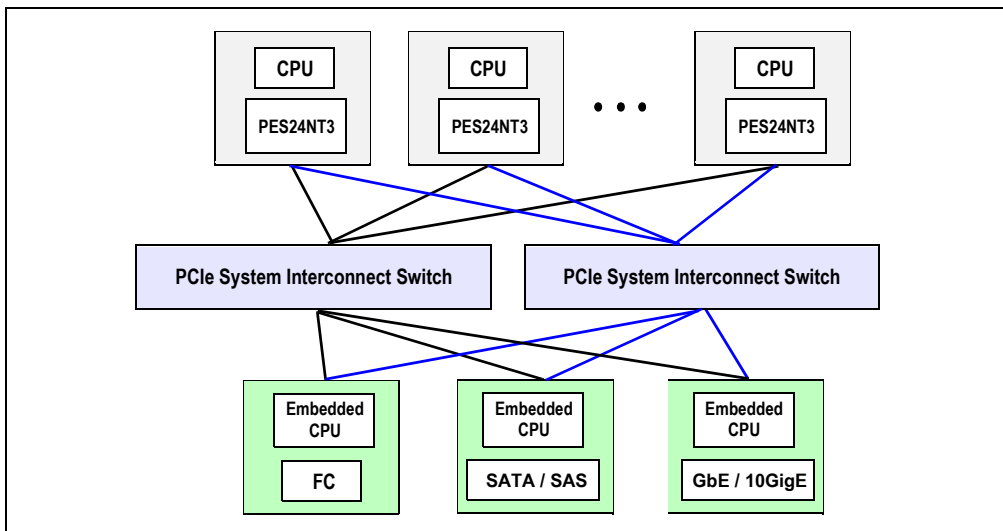 CPU
PES24NT3
CPU
PES24NT3
CPU
PES24NT3
PCIe System Interconnect Switch
PCIe System Interconnect Switch
Embedded
CPU
FC
Embedded
CPU
SATA / SAS
Embedded
CPU
GbE / 10GigE